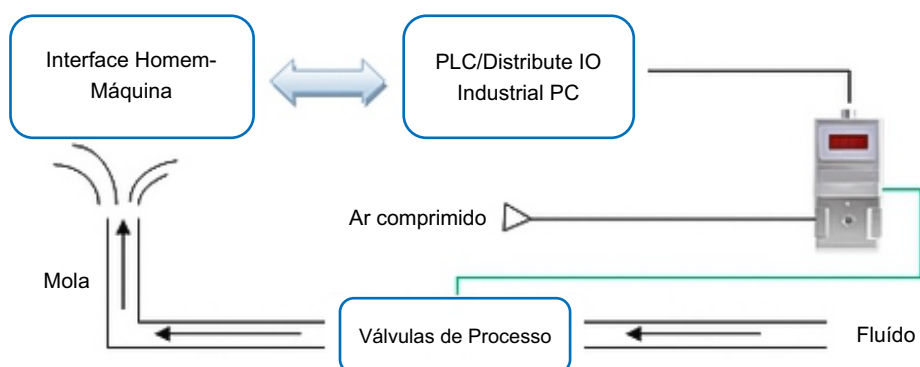 Interface Homem-
Máquina
PLC/Distribute IO
Industrial PC
Ar comprimido
Mola
Válvulas de Processo
Fluído